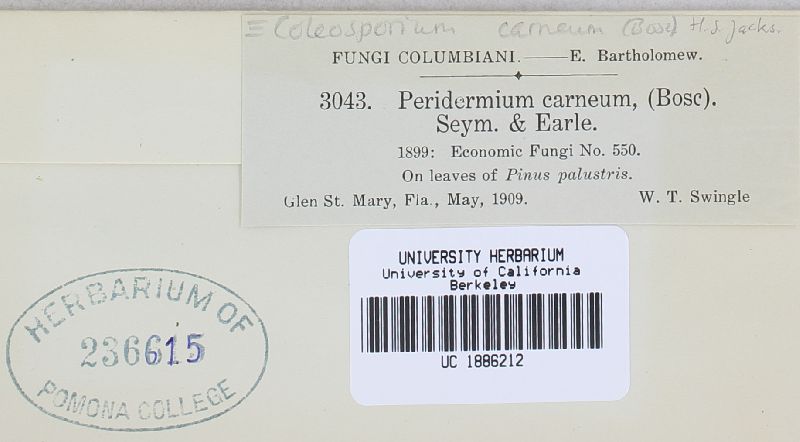 ≡ Coleosporium carneum (Bosc) H.S. Jacks.
FUNGI COLUMBIANI.—E. Bartholomew.
3043. Peridermium carneum, (Bosc).
Seym. & Earle.
1899: Economic Fungi No. 550.
On leaves of Pinus palustris.
Glen St. Mary, Fla., May, 1909. W. T. Swingle
UNIVERSITY HERBARIUM
University of California
Berkeley
UC 1886212
HERBARIUM OF
236615
POMONA COLLEGE